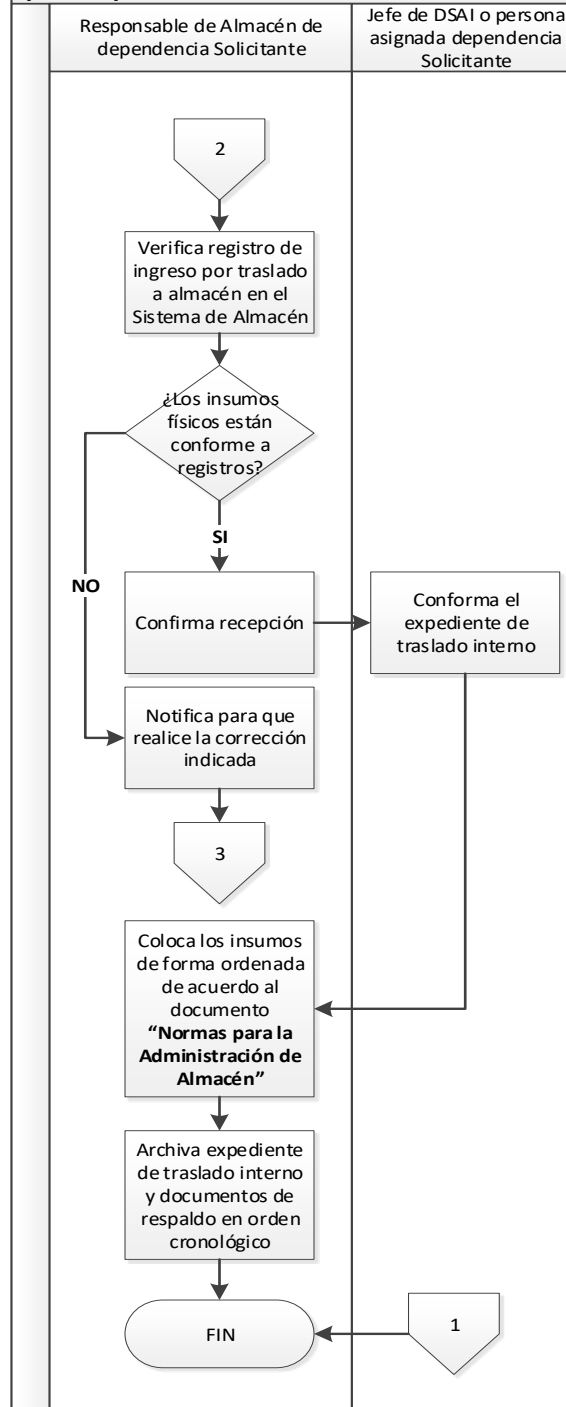 Responsable de Almacén de
dependencia Solicitante
Jefe de DSAI o persona
asignada dependencia
Solicitante
2
Verifica registro de
ingreso por traslado
a almacén en el
Sistema de Almacén
¿Los insumos
físicos están
conforme a
registros?
SI
NO
Confirma recepción
Conforma el
expediente de
traslado interno
Notifica para que
realice la corrección
indicada
3
Coloca los insumos
de forma ordenada
de acuerdo al
documento
“Normas para la
Administración de
Almacén”
Archiva expediente
de traslado interno
y documentos de
respaldo en orden
cronológico
FIN
1